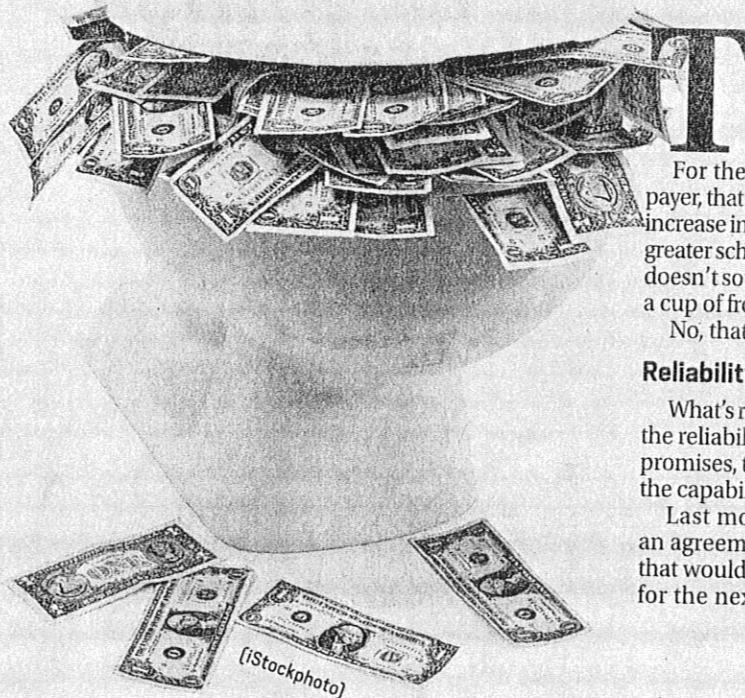 T
For the
payer, that
increase in
greater sch
doesn't so
a cup of fro
No, that
Reliabilit
What's r
the reliabil
promises, t
the capabi
Last mo
an agreem
that would
for the nex
(iStockphoto)